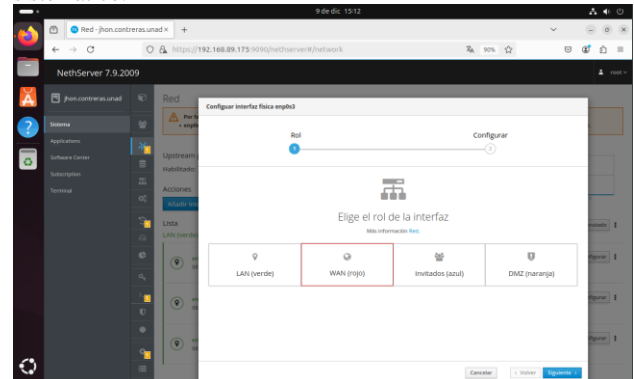 9 de dic 15:12
Red - jhon.contreras.unad
https://192.168.89.175:9090/nethserver#/network
90%
NethServer 7.9.2009
root
jhon.contreras.unad
Sistema
Applications
Software Center
Subscription
Terminal
Red
Upstream
Habilitado:
Acciones
Lista
LAN (verde)
Configurar interfaz física enp0s3
Rol
Configurar
1
2
Elige el rol de la interfaz
Más información Red.
LAN (verde)
WAN (rojo)
Invitados (azul)
DMZ (naranja)
Cancelar
< Volver
Siguiente >